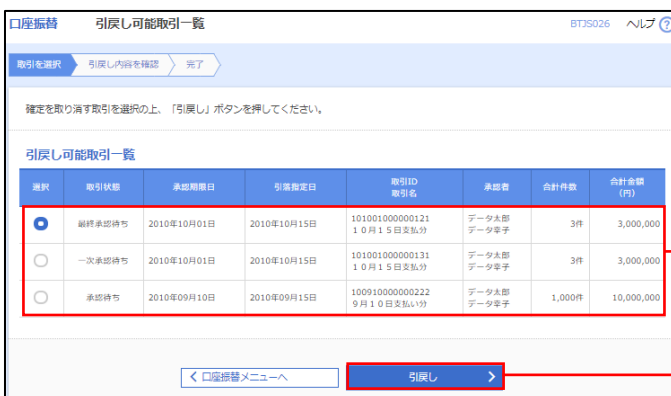 口座振替 引戻し可能取引一覧 BTJS026 ヘルプ ?
取引を選択 引戻し内容を確認 完了
確定を取り消す取引を選択の上、「引戻し」ボタンを押してください。
引戻し可能取引一覧
選択 取引状態 承認期限日 引落指定日 取引ID 承認者 合計件数 合計金額
取引名 (円)
最終承認待ち 2010年10月01日 2010年10月15日 101001000000121 データ太郎 3件 3,000,000
10月15日支払分 データ幸子
一次承認待ち 2010年10月01日 2010年10月15日 101001000000131 データ太郎 3件 3,000,000
10月15日支払分 データ幸子
承認待ち 2010年09月10日 2010年09月15日 100910000000222 データ太郎 1,000件 10,000,000
9月10日支払い分 データ幸子
口座振替メニューへ 引戻し